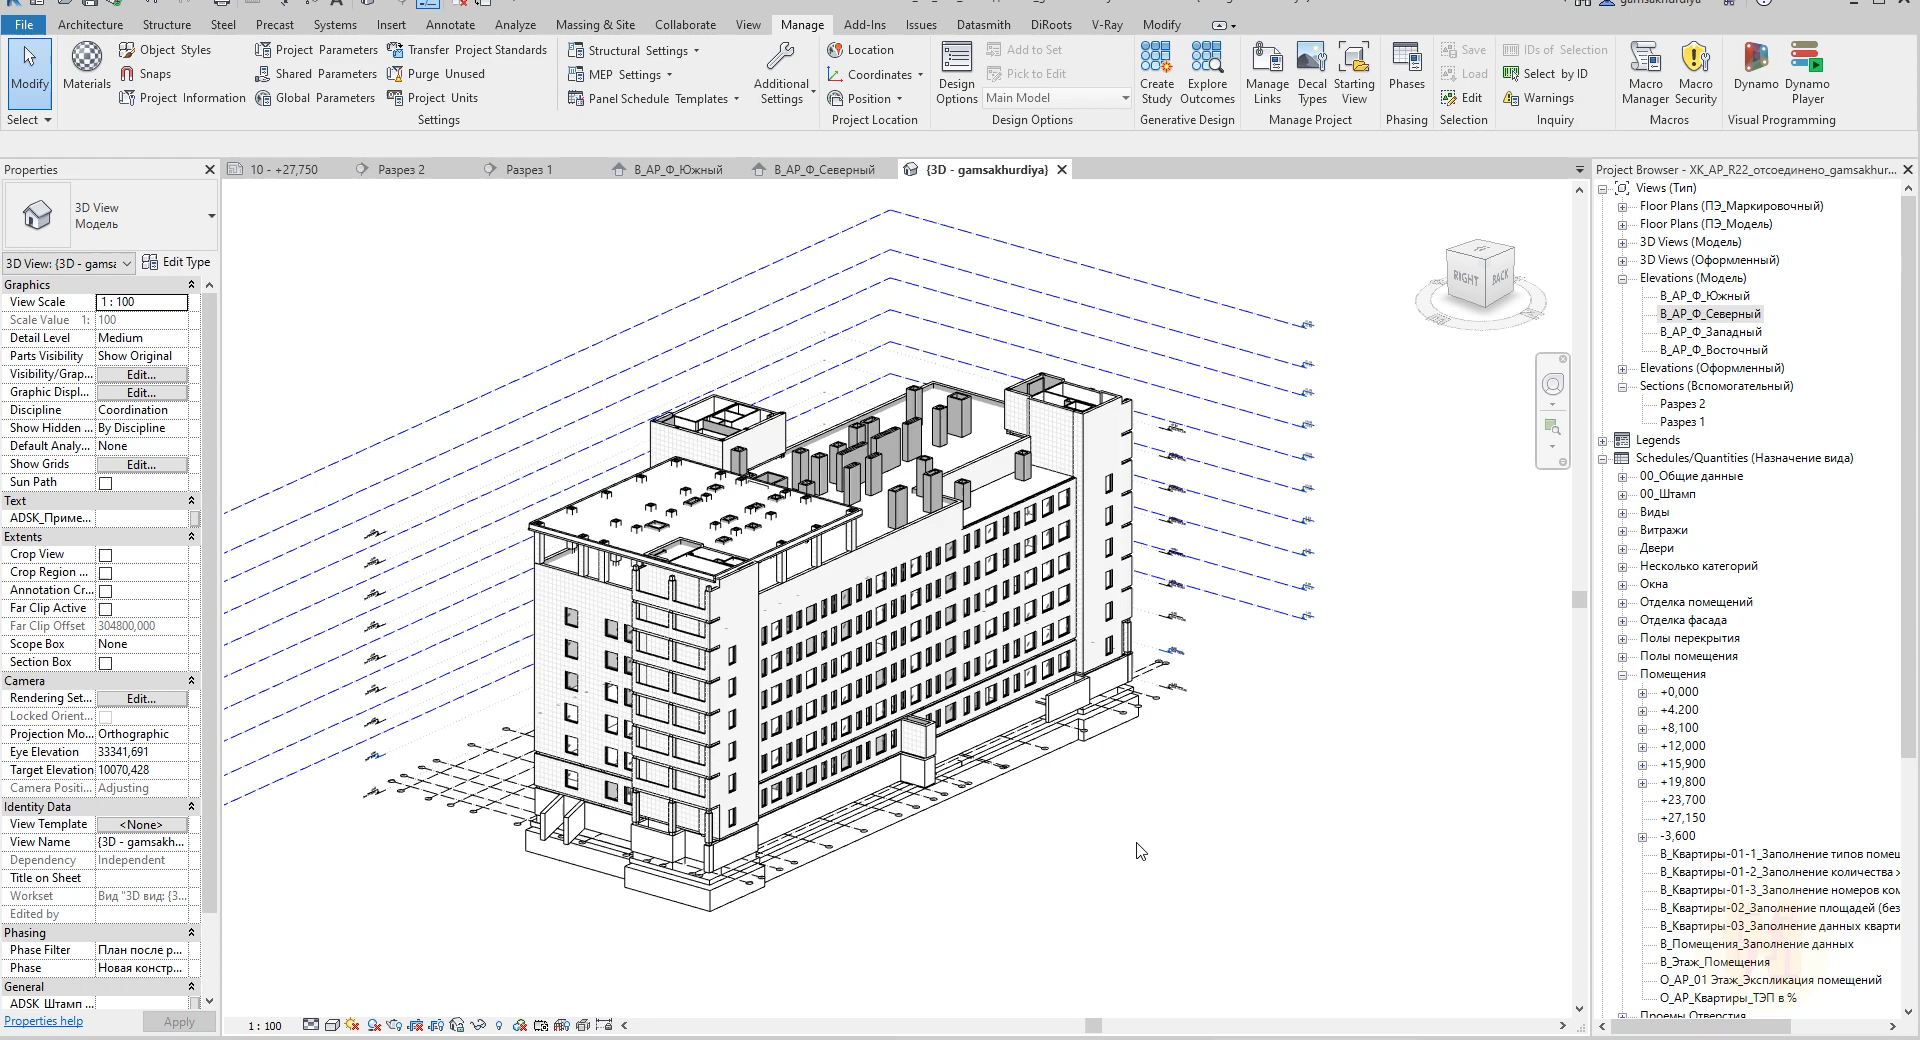 File Architecture Structure Steel Precast Systems Insert Annotate Analyze Massing & Site Collaborate View Manage Add-Ins Issues Datasmith DiRoots V-Ray Modify
Modify
Select
Materials
Object Styles
Snaps
Project Information
Project Parameters
Shared Parameters
Global Parameters
Transfer Project Standards
Purge Unused
Project Units
Settings
Structural Settings
MEP Settings
Panel Schedule Templates
Additional Settings
Location
Coordinates
Position
Project Location
Design Options
Add to Set
Pick to Edit
Main Model
Design Options
Create Study
Explore Outcomes
Generative Design
Manage Links
Decal Types
Starting View
Manage Project
Phases
Phasing
Save
Load
Edit
Selection
IDs of Selection
Select by ID
Warnings
Inquiry
Macro Manager
Macro Security
Macros
Dynamo
Dynamo Player
Visual Programming
Properties
10 - +27,750
Разрез 2
Разрез 1
В_АР_Ф_Южный
В_АР_Ф_Северный
{3D - gamsakhurdiya}
Project Browser - ХК_АР_R22_отсоединено_gamsakhur...
3D View
Модель
3D View: {3D - gamsa
Edit Type
Graphics
View Scale 1 : 100
Scale Value 1: 100
Detail Level Medium
Parts Visibility Show Original
Visibility/Grap... Edit...
Graphic Displ... Edit...
Discipline Coordination
Show Hidden ... By Discipline
Default Analy... None
Show Grids Edit...
Sun Path
Text
ADSK_Приме...
Extents
Crop View
Crop Region ...
Annotation Cr...
Far Clip Active
Far Clip Offset 304800,000
Scope Box None
Section Box
Camera
Rendering Set... Edit...
Locked Orient...
Projection Mo... Orthographic
Eye Elevation 33341,691
Target Elevation 10070,428
Camera Positi... Adjusting
Identity Data
View Template <None>
View Name {3D - gamsakh...
Dependency Independent
Title on Sheet
Workset Вид "3D вид: {3...
Edited by
Phasing
Phase Filter План после р...
Phase Новая констр...
General
ADSK_Штамп ...
Properties help
Apply
RIGHT
BACK
1 : 100
Views (Тип)
Floor Plans (ПЭ_Маркировочный)
Floor Plans (ПЭ_Модель)
3D Views (Модель)
3D Views (Оформленный)
Elevations (Модель)
В_АР_Ф_Южный
В_АР_Ф_Северный
В_АР_Ф_Западный
В_АР_Ф_Восточный
Elevations (Оформленный)
Sections (Вспомогательный)
Разрез 2
Разрез 1
Legends
Schedules/Quantities (Назначение вида)
00_Общие данные
00_Штамп
Виды
Витражи
Двери
Несколько категорий
Окна
Отделка помещений
Отделка фасада
Полы перекрытия
Полы помещения
Помещения
+0,000
+4.200
+8,100
+12,000
+15,900
+19,800
+23,700
+27,150
-3,600
В_Квартиры-01-1_Заполнение типов помещ
В_Квартиры-01-2_Заполнение количества
В_Квартиры-01-3_Заполнение номеров ком
В_Квартиры-02_Заполнение площадей (без
В_Квартиры-03_Заполнение данных кварти
В_Помещения_Заполнение данных
В_Этаж_Помещения
О_АР_01 Этаж_Экспликация помещений
О_АР_Квартиры_ТЭП в %
Проемы Отверстия